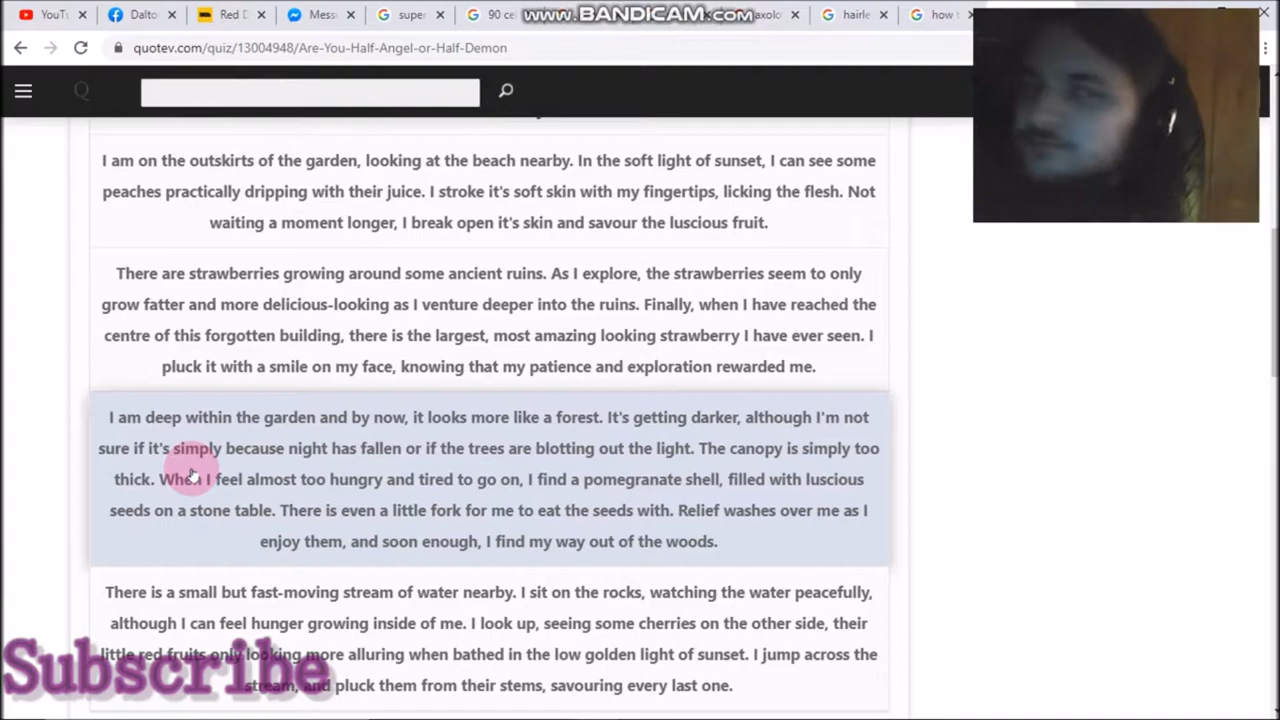 YouT
Dalto
Red D
Mess
super
90 ce
www.BANDICAM.com
axolo
hairle
how t
quotev.com/quiz/13004948/Are-You-Half-Angel-or-Half-Demon
Q
I am on the outskirts of the garden, looking at the beach nearby. In the soft light of sunset, I can see some
peaches practically dripping with their juice. I stroke it's soft skin with my fingertips, licking the flesh. Not
waiting a moment longer, I break open it's skin and savour the luscious fruit.
There are strawberries growing around some ancient ruins. As I explore, the strawberries seem to only
grow fatter and more delicious-looking as I venture deeper into the ruins. Finally, when I have reached the
centre of this forgotten building, there is the largest, most amazing looking strawberry I have ever seen. I
pluck it with a smile on my face, knowing that my patience and exploration rewarded me.
I am deep within the garden and by now, it looks more like a forest. It's getting darker, although I'm not
sure if it's simply because night has fallen or if the trees are blotting out the light. The canopy is simply too
thick. When I feel almost too hungry and tired to go on, I find a pomegranate shell, filled with luscious
seeds on a stone table. There is even a little fork for me to eat the seeds with. Relief washes over me as I
enjoy them, and soon enough, I find my way out of the woods.
There is a small but fast-moving stream of water nearby. I sit on the rocks, watching the water peacefully,
although I can feel hunger growing inside of me. I look up, seeing some cherries on the other side, their
little red fruits only looking more alluring when bathed in the low golden light of sunset. I jump across the
stream, and pluck them from their stems, savouring every last one.
Subscribe